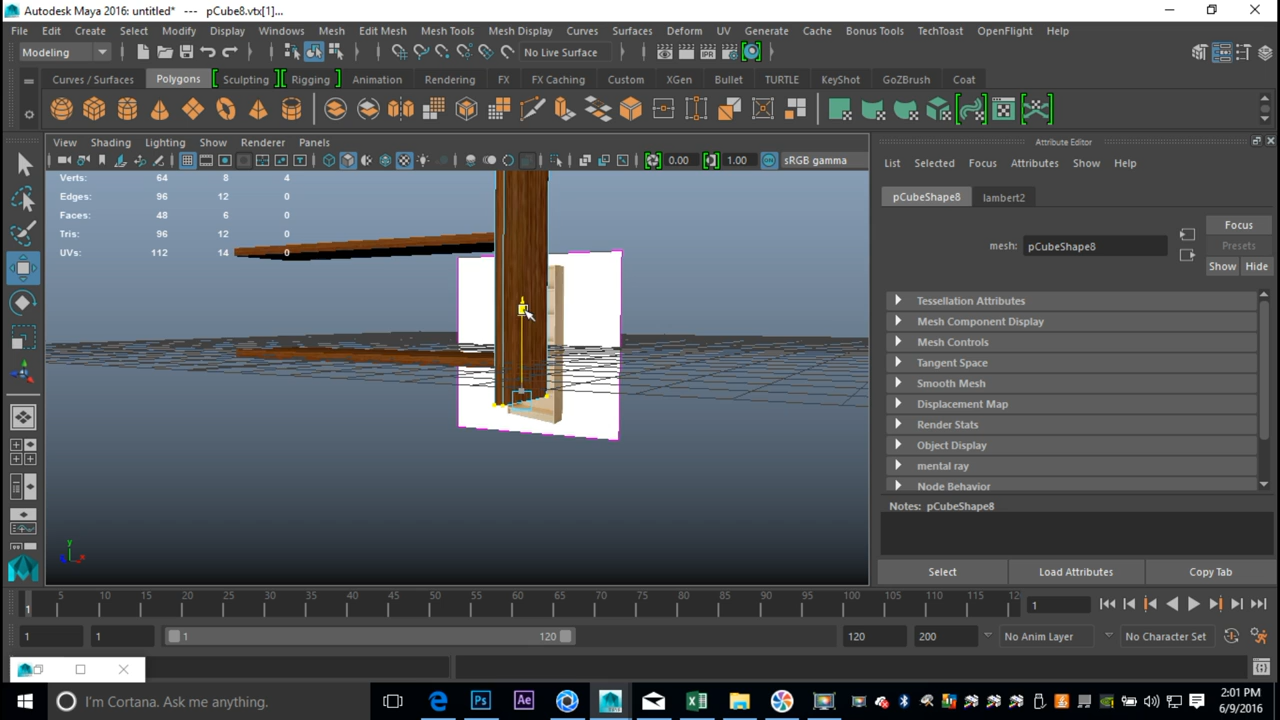 Autodesk Maya 2016: untitled*   ---   pCube8.vtx[1]...
File Edit Create Select Modify Display Windows Mesh Edit Mesh Mesh Tools Mesh Display Curves Surfaces Deform UV Generate Cache Bonus Tools TechToast OpenFlight Help
Modeling No Live Surface
Curves / Surfaces Polygons Sculpting Rigging Animation Rendering FX FX Caching Custom XGen Bullet TURTLE KeyShot GoZBrush Coat
View Shading Lighting Show Renderer Panels
Attribute Editor
0.00 1.00 sRGB gamma
List Selected Focus Attributes Show Help
Verts: 64 8 4
Edges: 96 12 0
Faces: 48 6 0
Tris: 96 12 0
UVs: 112 14 0
pCubeShape8 lambert2
Focus
mesh: pCubeShape8
Presets
Show Hide
Tessellation Attributes
Mesh Component Display
Mesh Controls
Tangent Space
Smooth Mesh
Displacement Map
Render Stats
Object Display
mental ray
Node Behavior
Notes: pCubeShape8
y
x
Select Load Attributes Copy Tab
5 10 15 20 25 30 35 40 45 50 55 60 65 70 75 80 85 90 95 100 105 110 115 12
1 1
1 1 1 120 120 200 No Anim Layer No Character Set
I'm Cortana. Ask me anything.
2:01 PM
6/9/2016